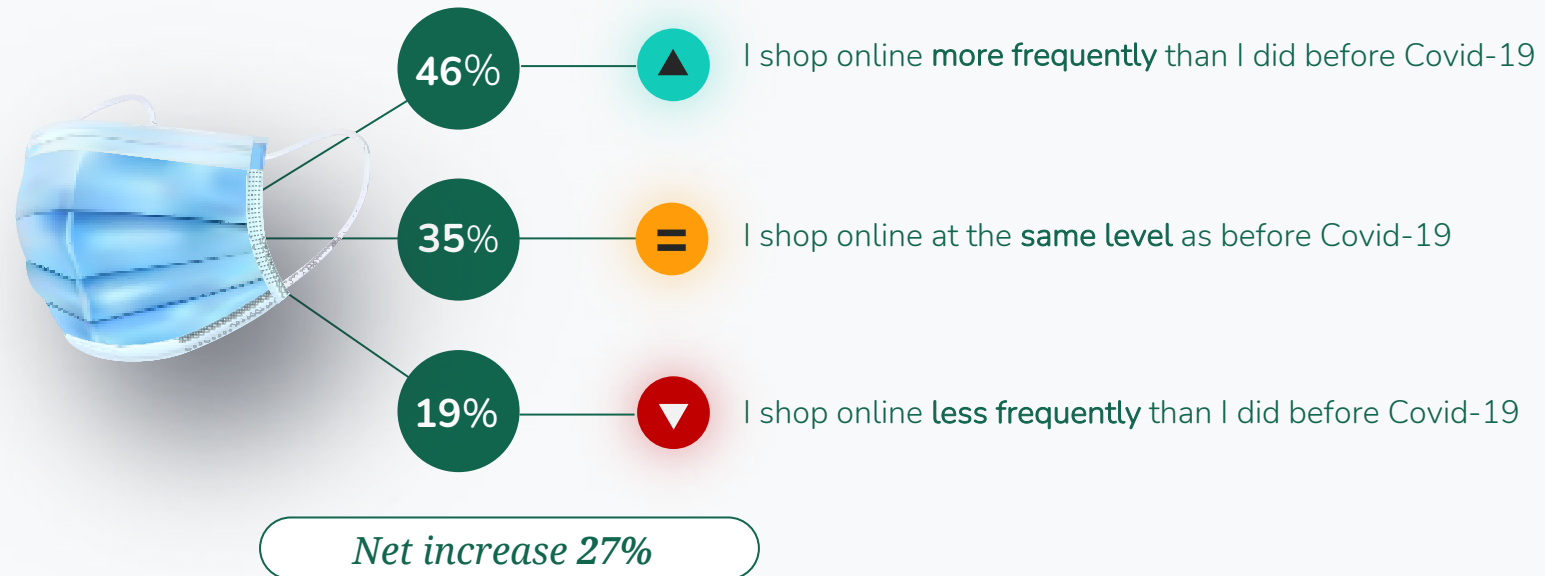 46%
I shop online more frequently than I did before Covid-19
35%
=
I shop online at the same level as before Covid-19
19%
I shop online less frequently than I did before Covid-19
Net increase 27%